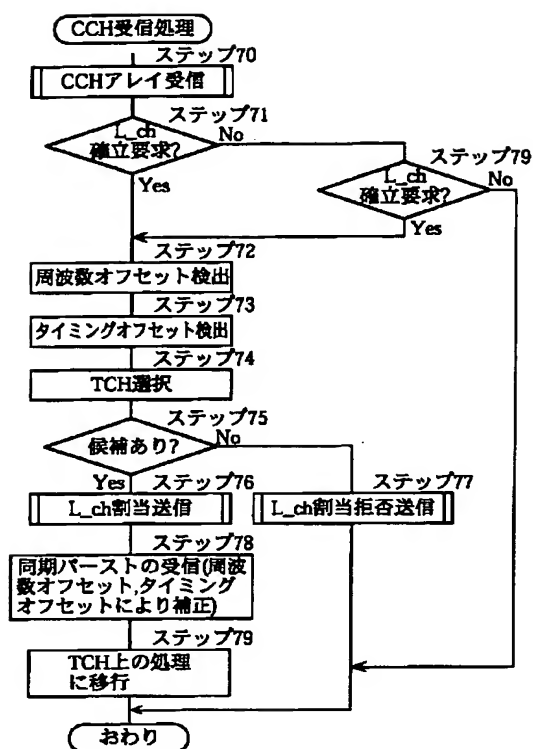 CCH受信処理
ステップ70
CCHアレイ受信
ステップ71
L_ch
確立要求?
No
Yes
ステップ79
L_ch
確立要求?
No
Yes
ステップ72
周波数オフセット検出
ステップ73
タイミングオフセット検出
ステップ74
TCH選択
ステップ75
候補あり?
No
Yes
ステップ76
L_ch割当送信
ステップ77
L_ch割当拒否送信
ステップ78
同期バーストの受信(周波
数オフセット,タイミング
オフセットにより補正)
ステップ79
TCH上の処理
に移行
おわり